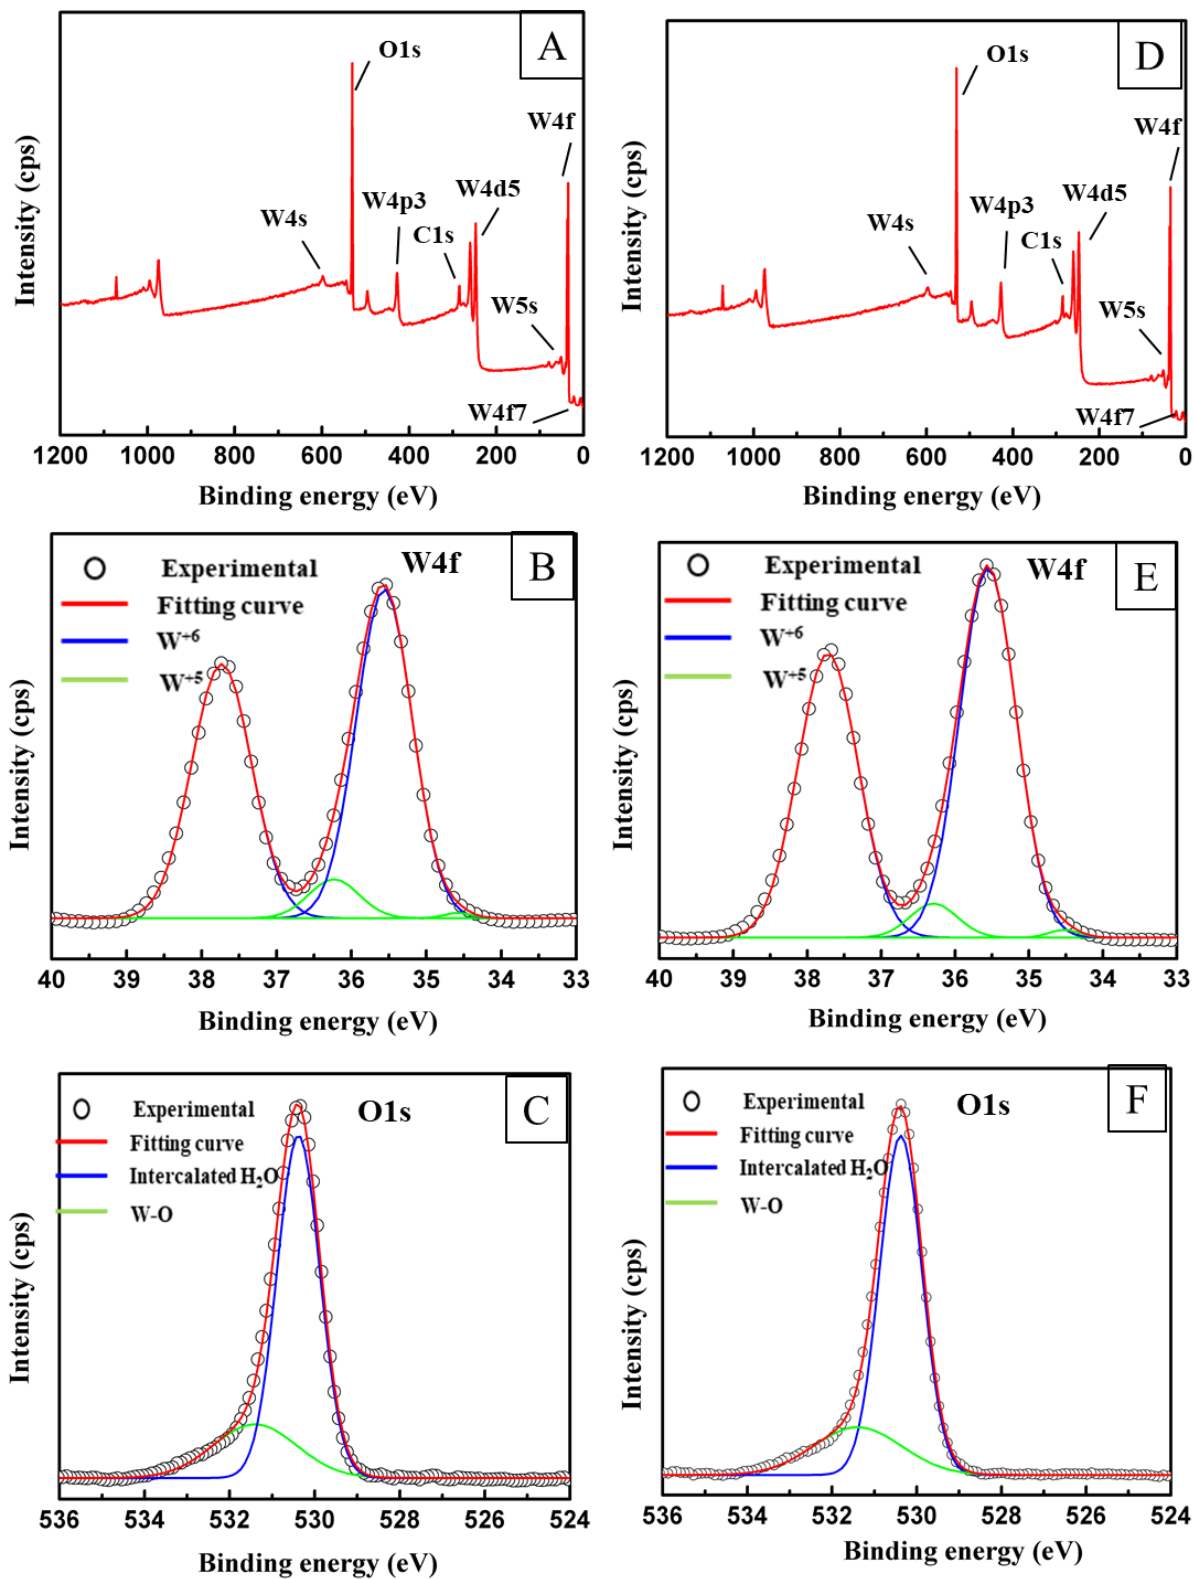 A
O1s
W4f
W4p3
W4d5
W4s
C1s
W5s
W4f7
Intensity (cps)
1200 1000 800 600 400 200 0
Binding energy (eV)
D
O1s
W4f
W4p3
W4d5
W4s
C1s
W5s
W4f7
Intensity (cps)
1200 1000 800 600 400 200 0
Binding energy (eV)
B
W4f
Experimental
Fitting curve
W+6
W+5
Intensity (cps)
40 39 38 37 36 35 34 33
Binding energy (eV)
E
W4f
Experimental
Fitting curve
W+6
W+5
Intensity (cps)
40 39 38 37 36 35 34 33
Binding energy (eV)
C
O1s
Experimental
Fitting curve
Intercalated H2O
W-O
Intensity (cps)
536 534 532 530 528 526 524
Binding energy (eV)
F
O1s
Experimental
Fitting curve
Intercalated H2O
W-O
Intensity (cps)
536 534 532 530 528 526 524
Binding energy (eV)